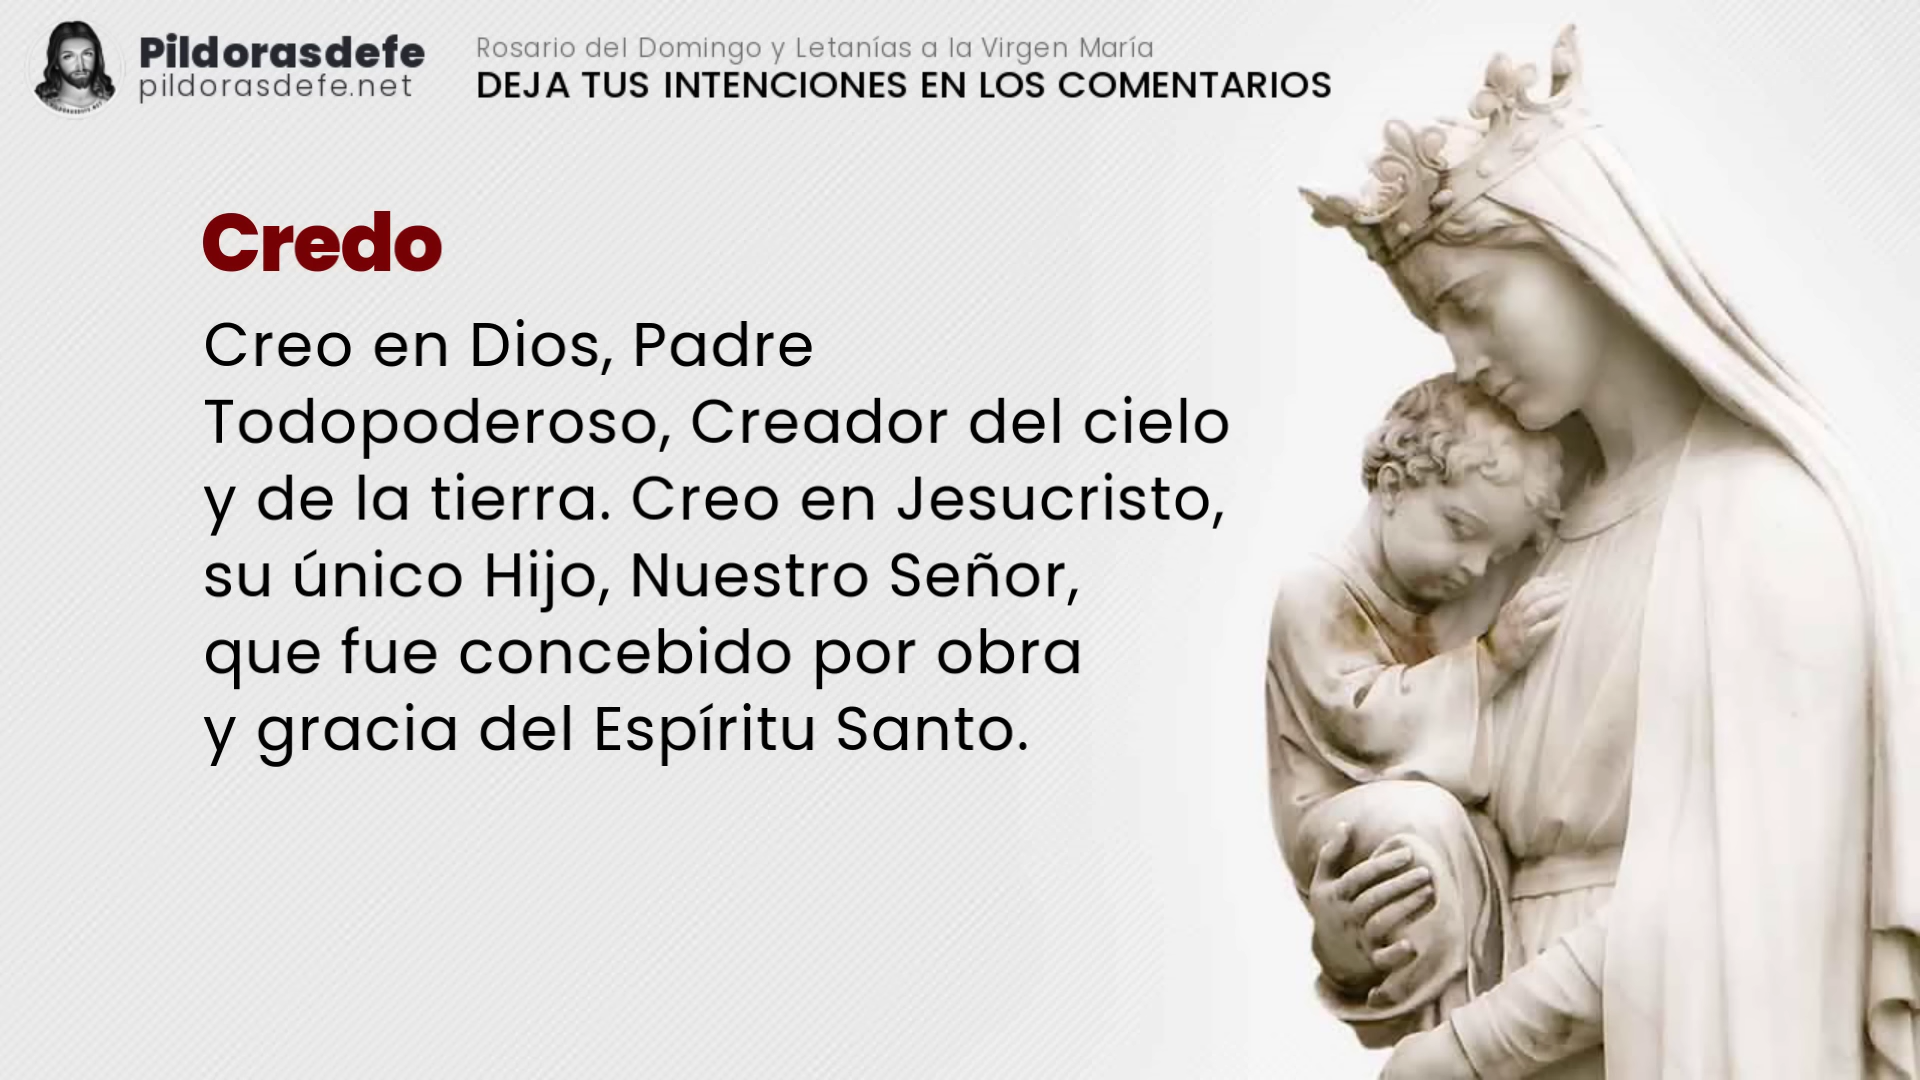 Pildorasdefe
pildorasdefe.net
Rosario del Domingo y Letanías a la Virgen María
DEJA TUS INTENCIONES EN LOS COMENTARIOS
Credo
Creo en Dios, Padre
Todopoderoso, Creador del cielo
y de la tierra. Creo en Jesucristo,
su único Hijo, Nuestro Señor,
que fue concebido por obra
y gracia del Espíritu Santo.